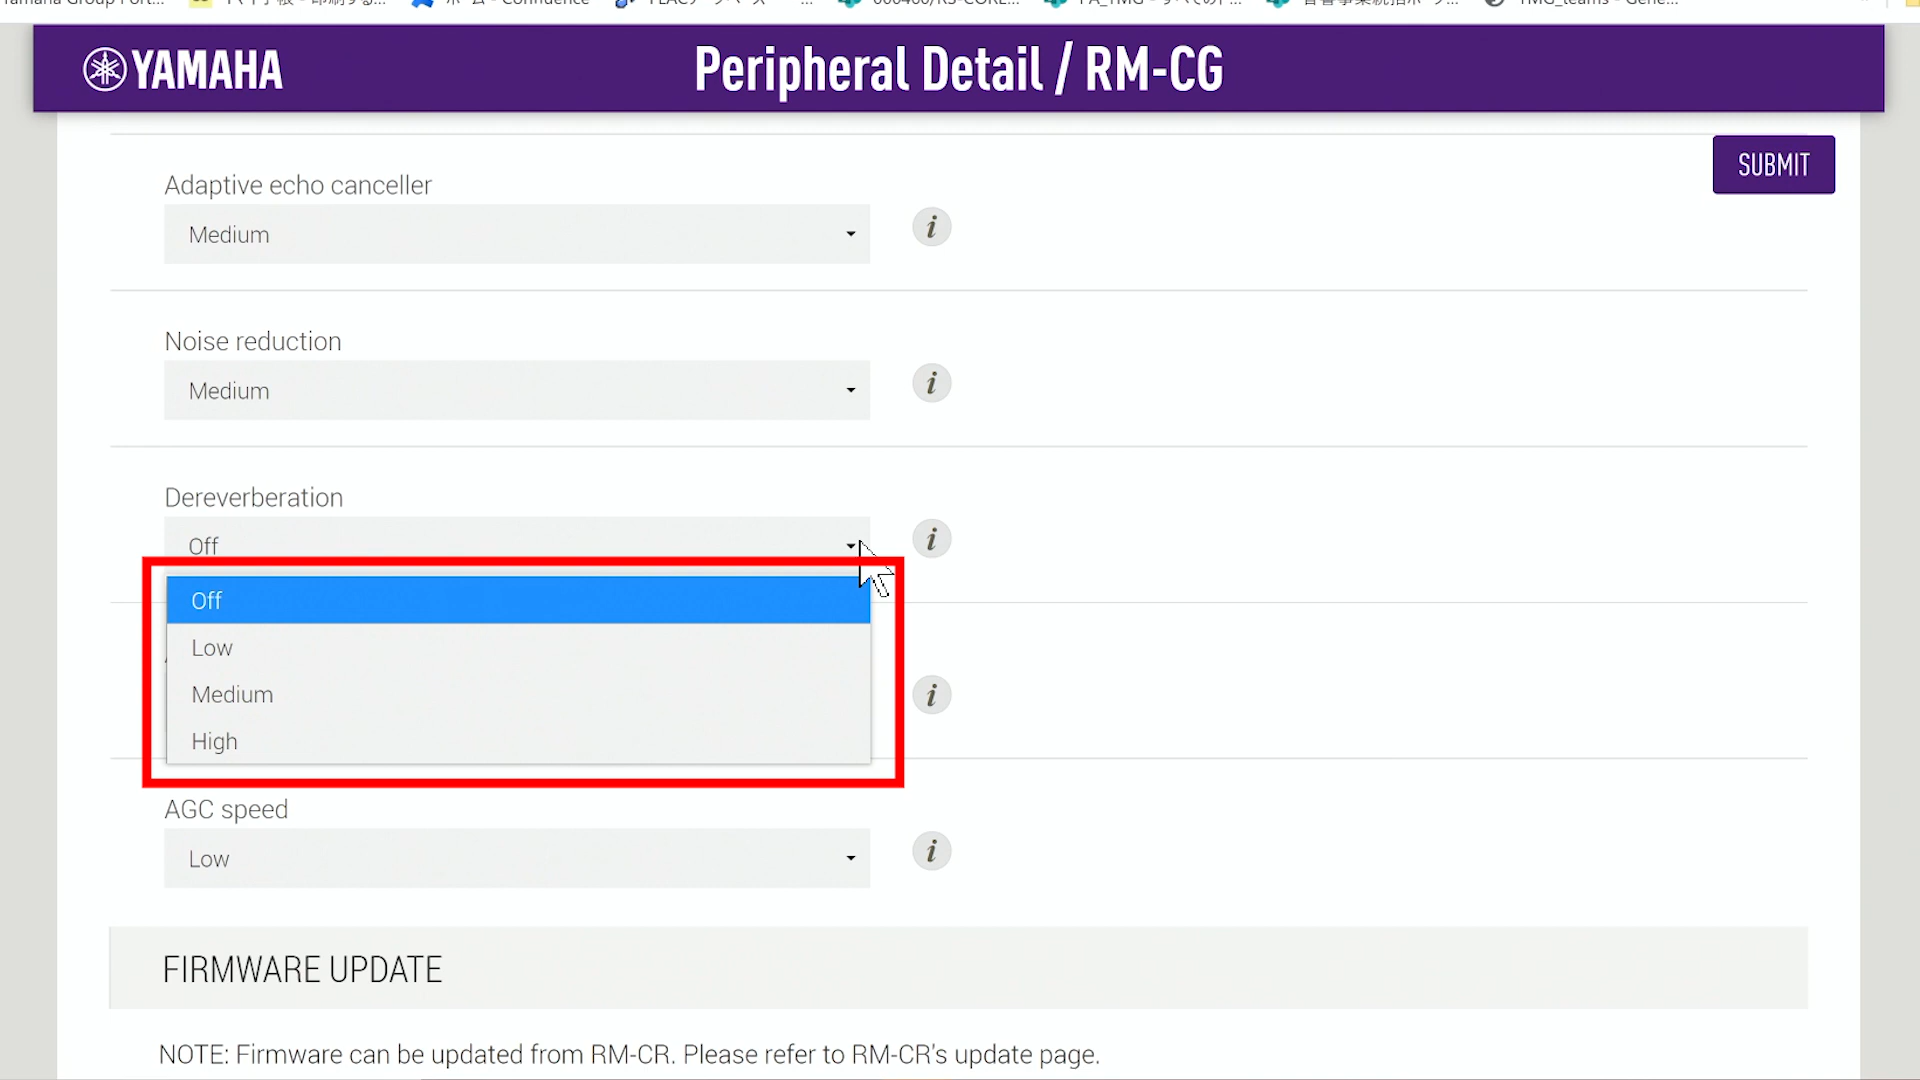 YAMAHA
Peripheral Detail / RM-CG
SUBMIT
Adaptive echo canceller
Medium
Noise reduction
Medium
Dereverberation
Off
Off
Low
Medium
High
AGC speed
Low
FIRMWARE UPDATE
NOTE: Firmware can be updated from RM-CR. Please refer to RM-CR's update page.